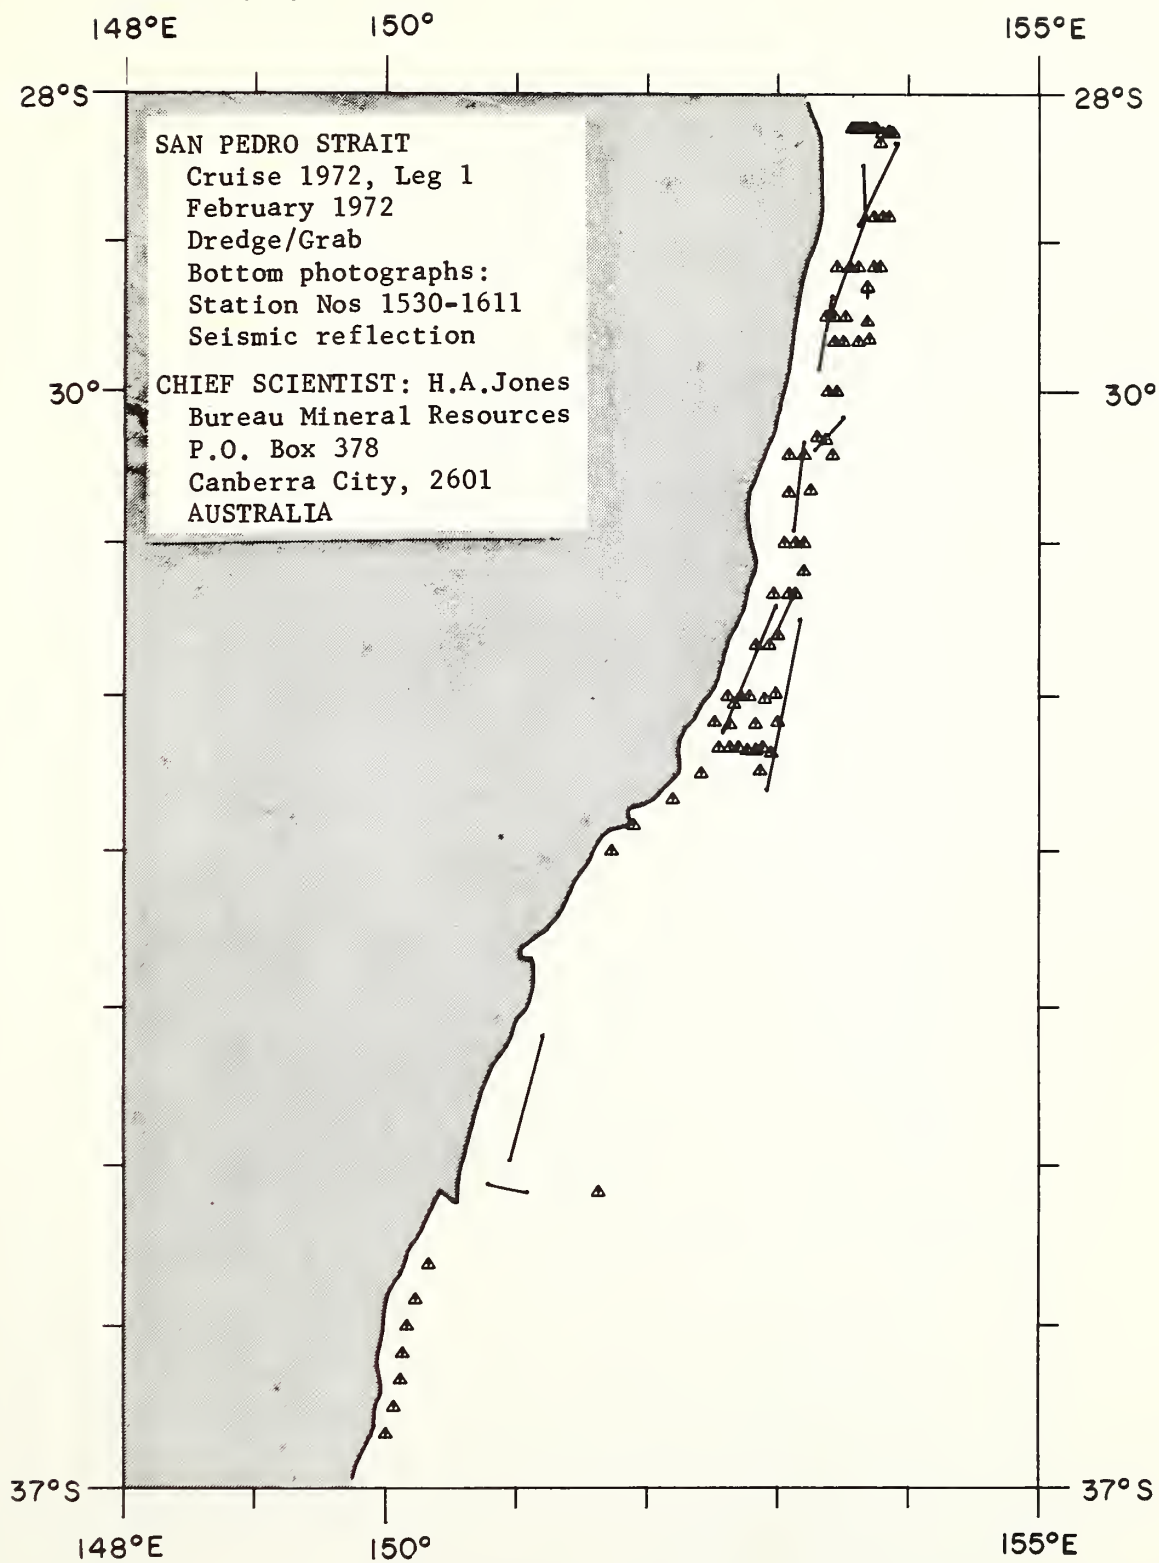 148°E 150° 155°E
28°S 28°S
SAN PEDRO STRAIT
Cruise 1972, Leg 1
February 1972
Dredge/Grab
Bottom photographs:
Station Nos 1530-1611
Seismic reflection
CHIEF SCIENTIST: H.A.Jones
Bureau Mineral Resources
P.O. Box 378
Canberra City, 2601
AUSTRALIA
30° 30°
37°S 37°S
148°E 150° 155°E